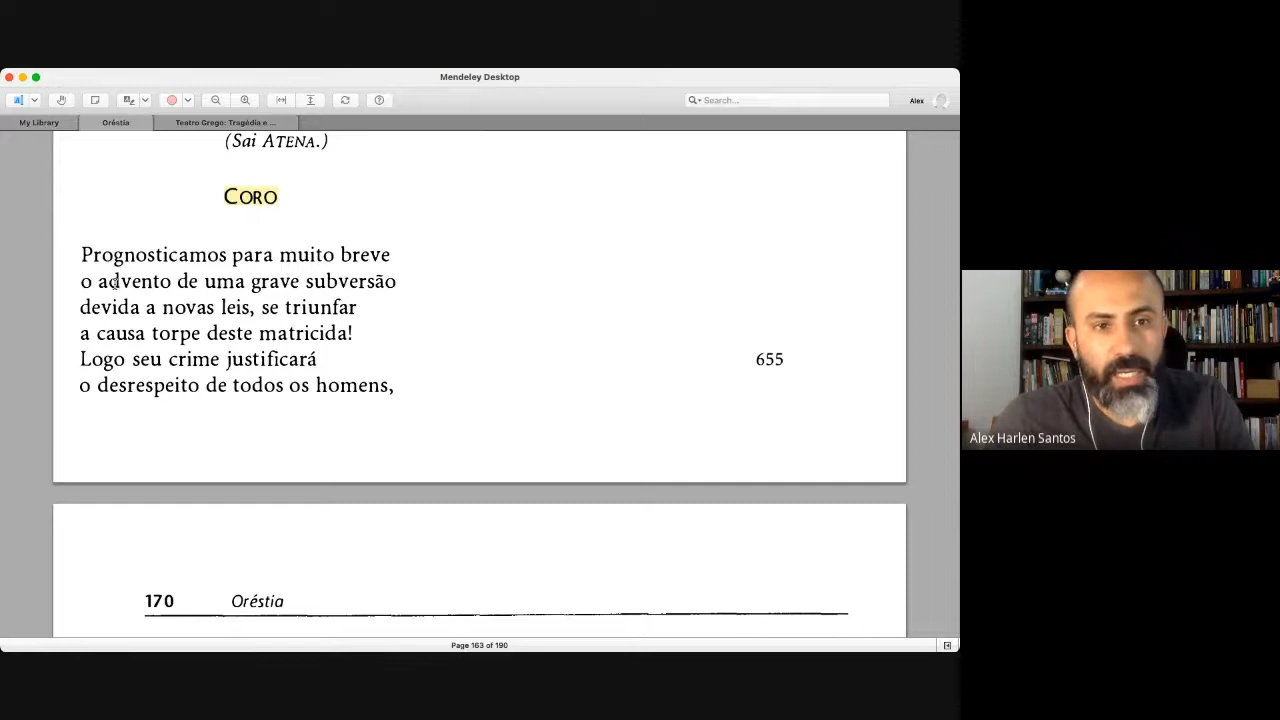 Mendeley Desktop
Search...
Alex
My Library
Oréstia
Teatro Grego: Tragédia e ...
(Sai ATENA.)
CORO
Prognosticamos para muito breve
o advento de uma grave subversão
devida a novas leis, se triunfar
a causa torpe deste matricida!
Logo seu crime justificará
655
o desrespeito de todos os homens,
Alex Harlen Santos
170 Oréstia
Page 163 of 190